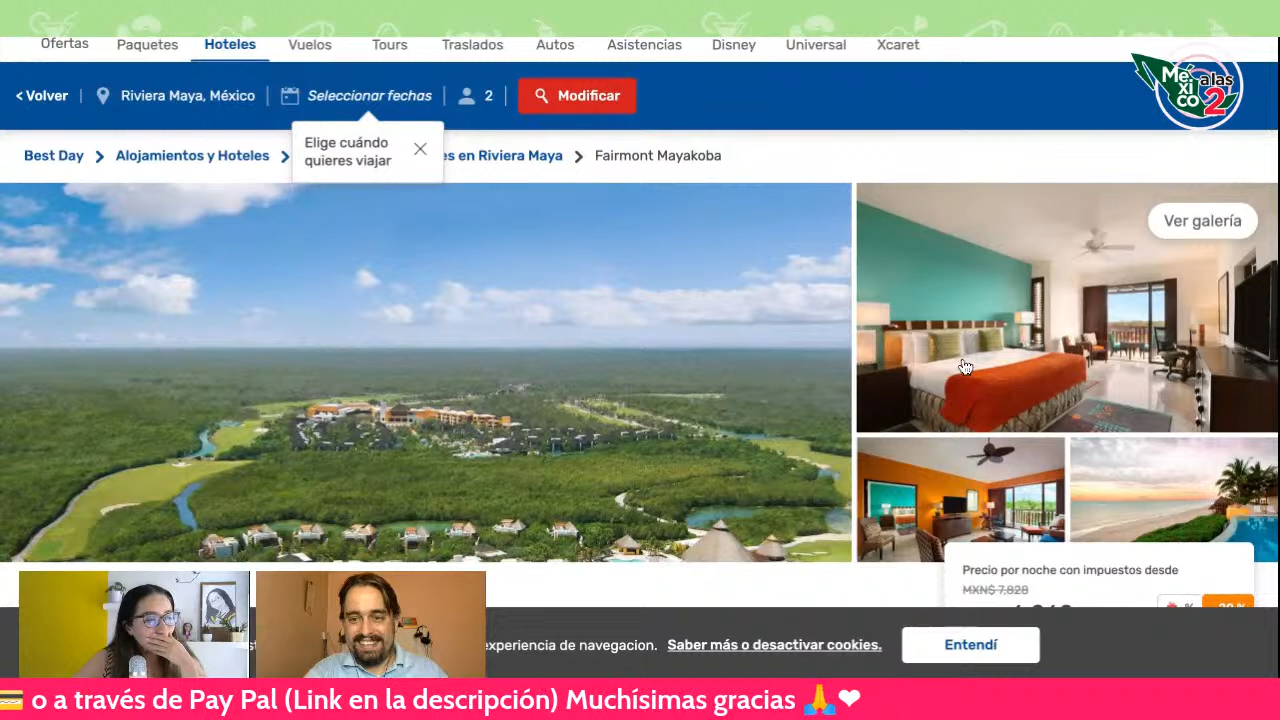 Ofertas Paquetes Hoteles Vuelos Tours Traslados Autos Asistencias Disney Universal Xcaret
< Volver Riviera Maya, México Seleccionar fechas 2 Modificar
México a las 2
Elige cuándo
quieres viajar
Best Day Alojamientos y Hoteles es en Riviera Maya Fairmont Mayakoba
Ver galería
Precio por noche con impuestos desde
MXN$ 7,828
experiencia de navegacion. Saber más o desactivar cookies. Entendí
💳 o a través de Pay Pal (Link en la descripción) Muchísimas gracias 🙏❤